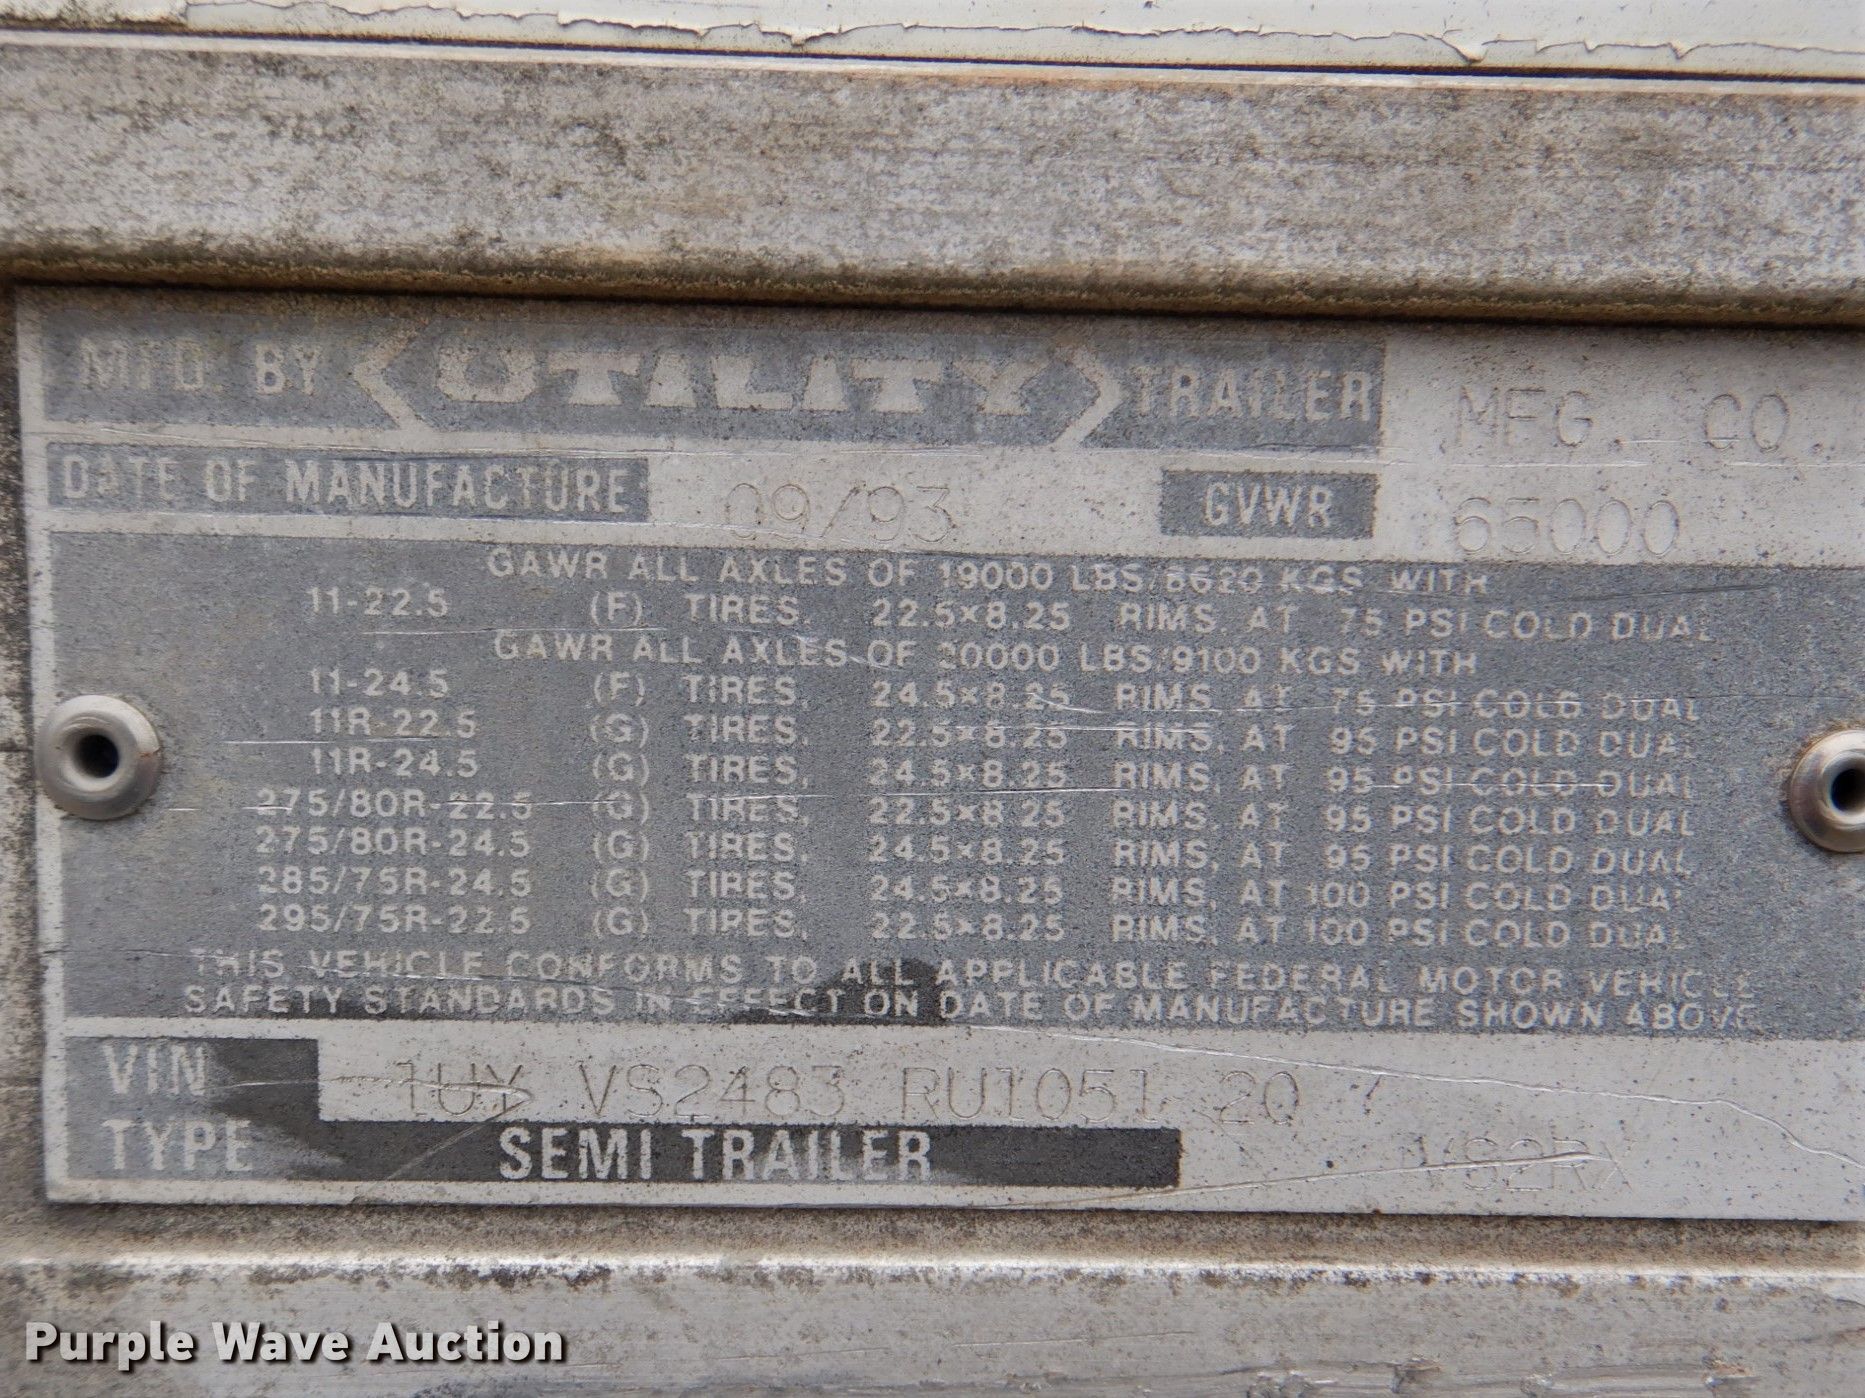 MFD. BY UTILITY TRAILER MFG. CO.
DATE OF MANUFACTURE 09/93 GVWR 65000
GAWR ALL AXLES OF 19000 LBS/8620 KGS WITH
11-22.5 (F) TIRES, 22.5×8.25 RIMS, AT 75 PSI COLD DUAL
GAWR ALL AXLES OF 20000 LBS/9100 KGS WITH
11-24.5 (F) TIRES, 24.5×8.25 RIMS, AT 75 PSI COLD DUAL
11R-22.5 (G) TIRES, 22.5×8.25 RIMS, AT 95 PSI COLD DUAL
11R-24.5 (G) TIRES, 24.5×8.25 RIMS, AT 95 PSI COLD DUAL
275/80R-22.5 (G) TIRES, 22.5×8.25 RIMS, AT 95 PSI COLD DUAL
275/80R-24.5 (G) TIRES, 24.5×8.25 RIMS, AT 95 PSI COLD DUAL
285/75R-24.5 (G) TIRES, 24.5×8.25 RIMS, AT 100 PSI COLD DUAL
295/75R-22.5 (G) TIRES, 22.5×8.25 RIMS, AT 100 PSI COLD DUAL
THIS VEHICLE CONFORMS TO ALL APPLICABLE FEDERAL MOTOR VEHICLE
SAFETY STANDARDS IN EFFECT ON DATE OF MANUFACTURE SHOWN ABOVE
VIN 1UY VS2483 RU1051 20 7
TYPE SEMI TRAILER VS2RX
Purple Wave Auction